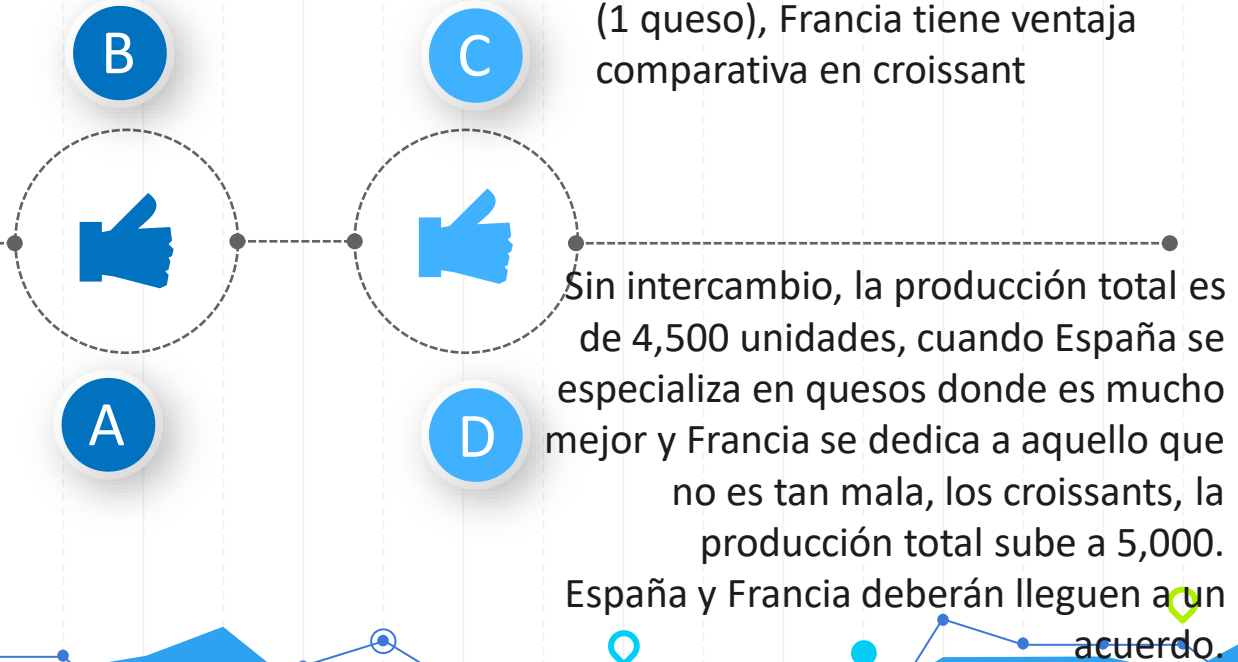 (1 queso), Francia tiene ventaja
comparativa en croissant
B
C
Sin intercambio, la producción total es
de 4,500 unidades, cuando España se
especializa en quesos donde es mucho
mejor y Francia se dedica a aquello que
no es tan mala, los croissants, la
producción total sube a 5,000.
España y Francia deberán lleguen a un
acuerdo.
A
D